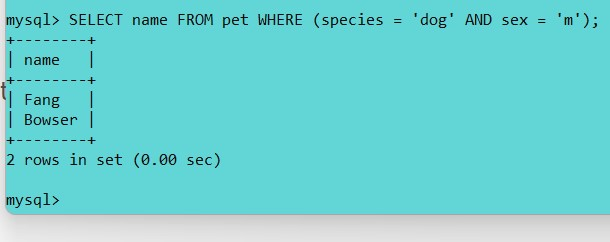 mysql> SELECT name FROM pet WHERE (species = 'dog' AND sex = 'm');
+--------+
| name   |
+--------+
| Fang   |
| Bowser |
+--------+
2 rows in set (0.00 sec)
mysql>